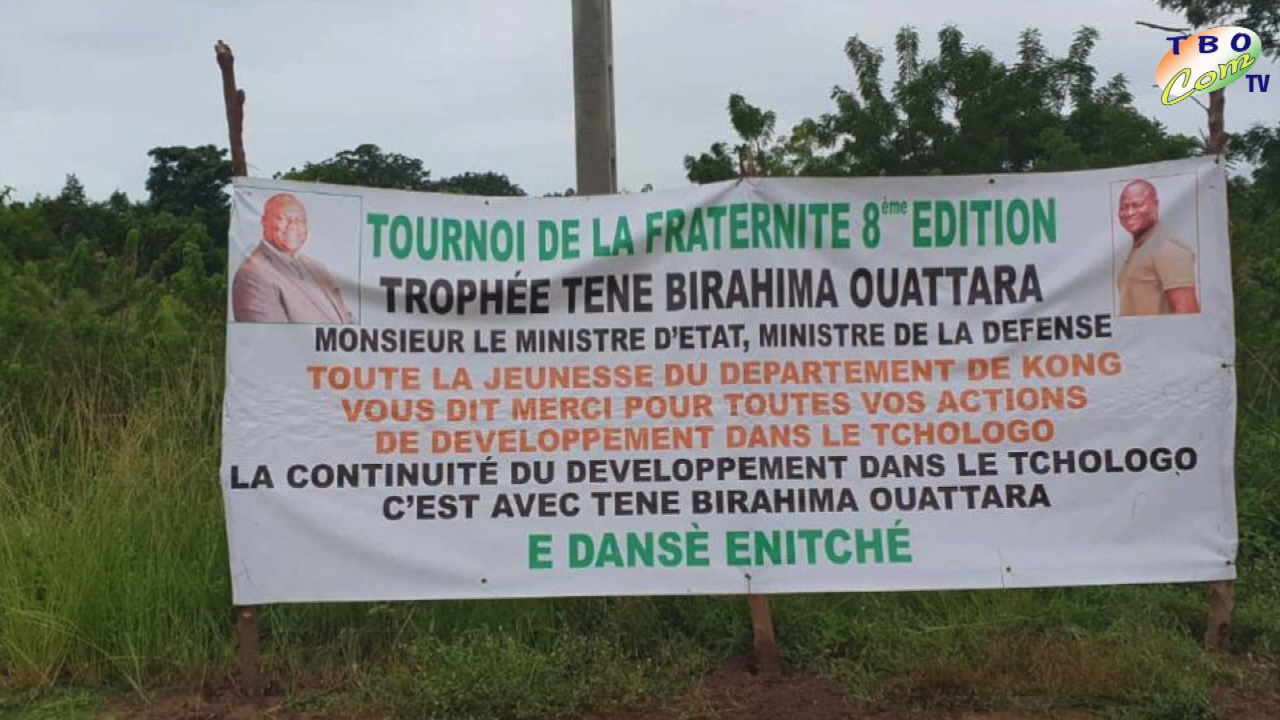 TBO
Com TV
TOURNOI DE LA FRATERNITE 8ème EDITION
TROPHÉE TENE BIRAHIMA OUATTARA
MONSIEUR LE MINISTRE D'ETAT, MINISTRE DE LA DEFENSE
TOUTE LA JEUNESSE DU DEPARTEMENT DE KONG
VOUS DIT MERCI POUR TOUTES VOS ACTIONS
DE DEVELOPPEMENT DANS LE TCHOLOGO
LA CONTINUITÉ DU DEVELOPPEMENT DANS LE TCHOLOGO
C'EST AVEC TENE BIRAHIMA OUATTARA
E DANSÈ ENITCHÉ